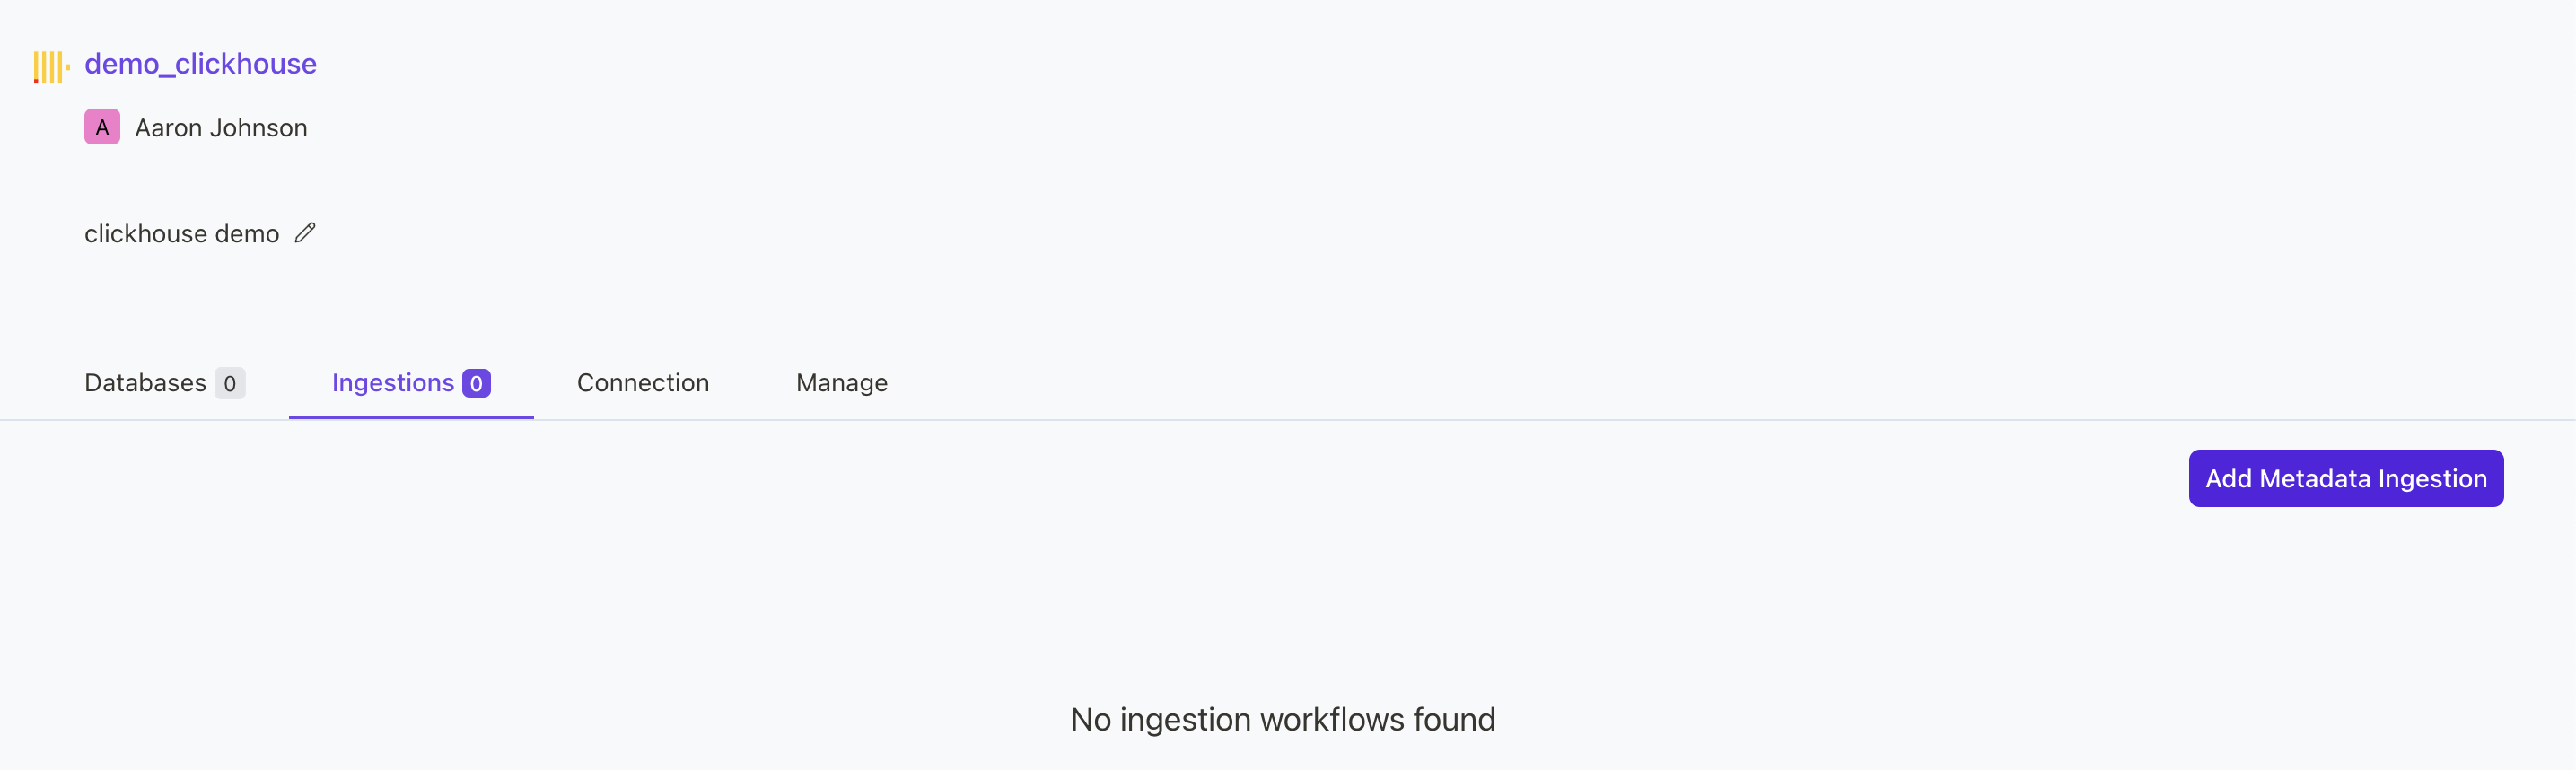 demo_clickhouse
A Aaron Johnson
clickhouse demo
Databases 0 Ingestions 0 Connection Manage
Add Metadata Ingestion
No ingestion workflows found